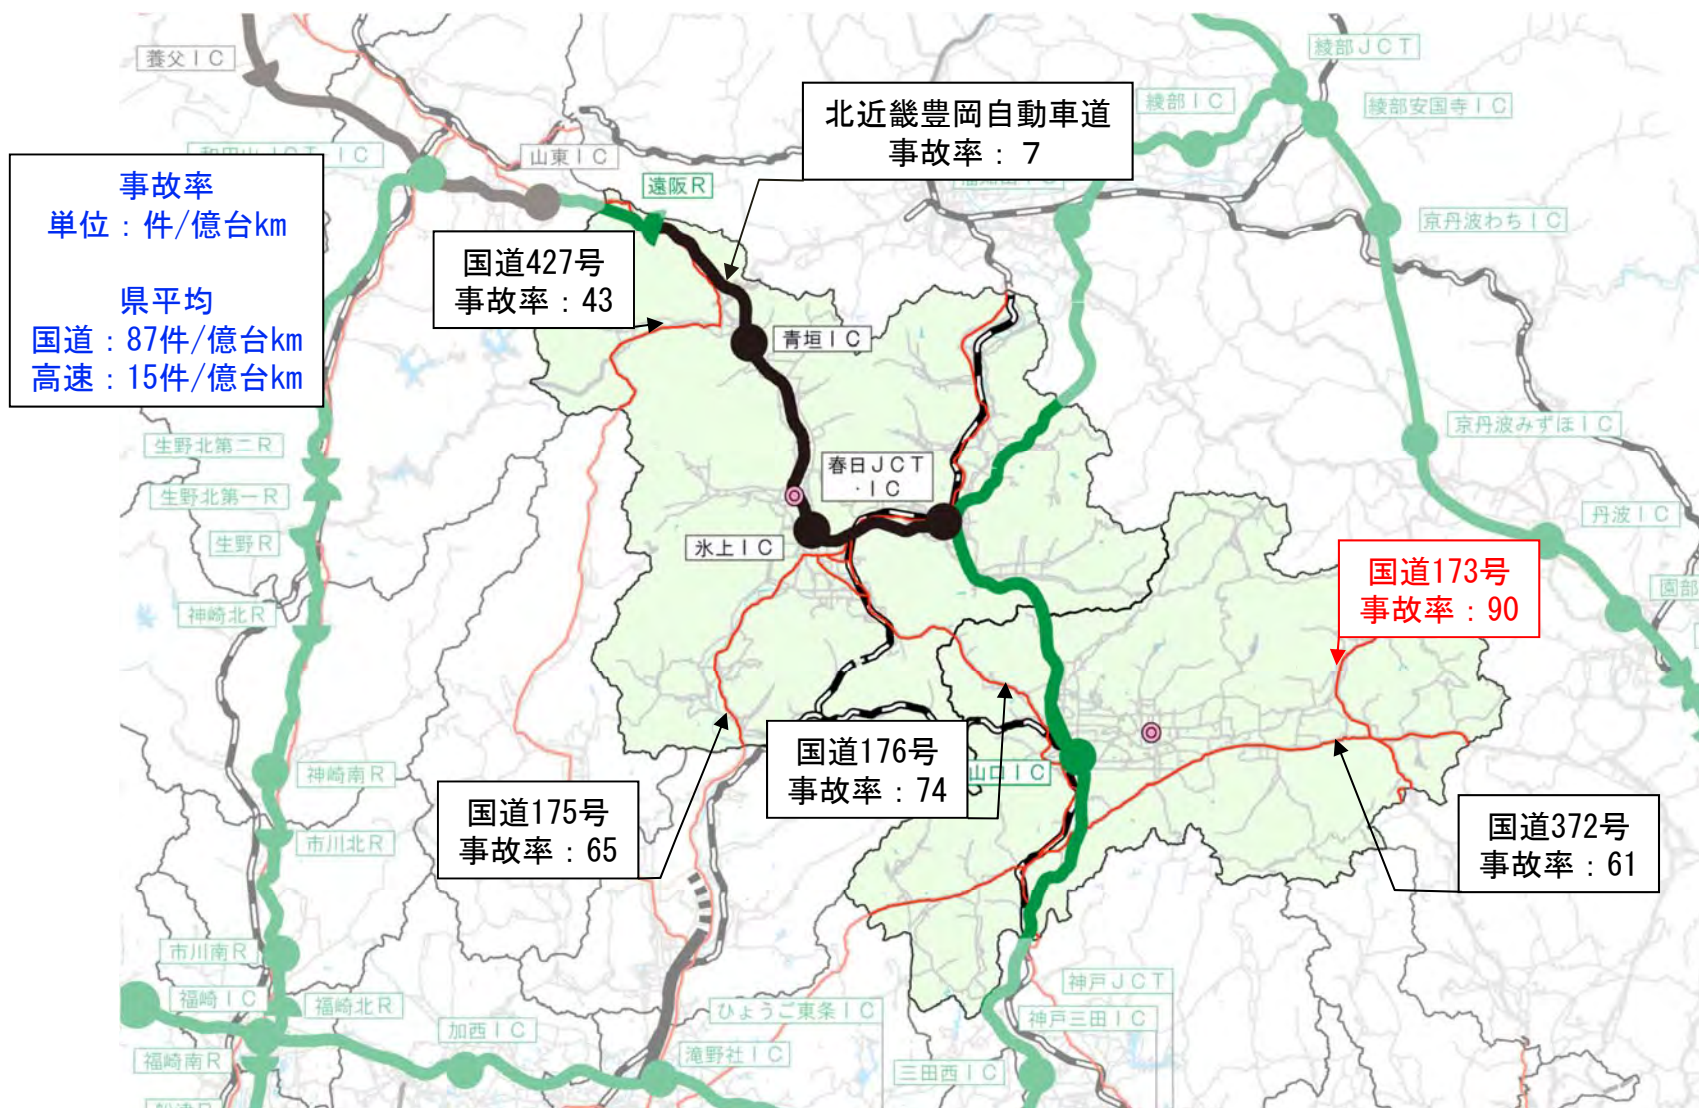 養父IC
綾部JCT
綾部IC
綾部安国寺IC
北近畿豊岡自動車道
事故率：7
山東IC
遠阪R
事故率
単位：件/億台km
県平均
国道：87件/億台km
高速：15件/億台km
京丹波わちIC
国道427号
事故率：43
青垣IC
京丹波みずほIC
生野北第二R
春日JCT
・IC
生野北第一R
丹波IC
生野R
氷上IC
国道173号
事故率：90
園部
神崎北R
国道176号
事故率：74
山口IC
神崎南R
国道175号
事故率：65
国道372号
事故率：61
市川北R
市川南R
福崎IC
福崎北R
加西IC
ひょうご東条IC
神戸JCT
神戸三田IC
福崎南R
滝野社IC
三田西IC